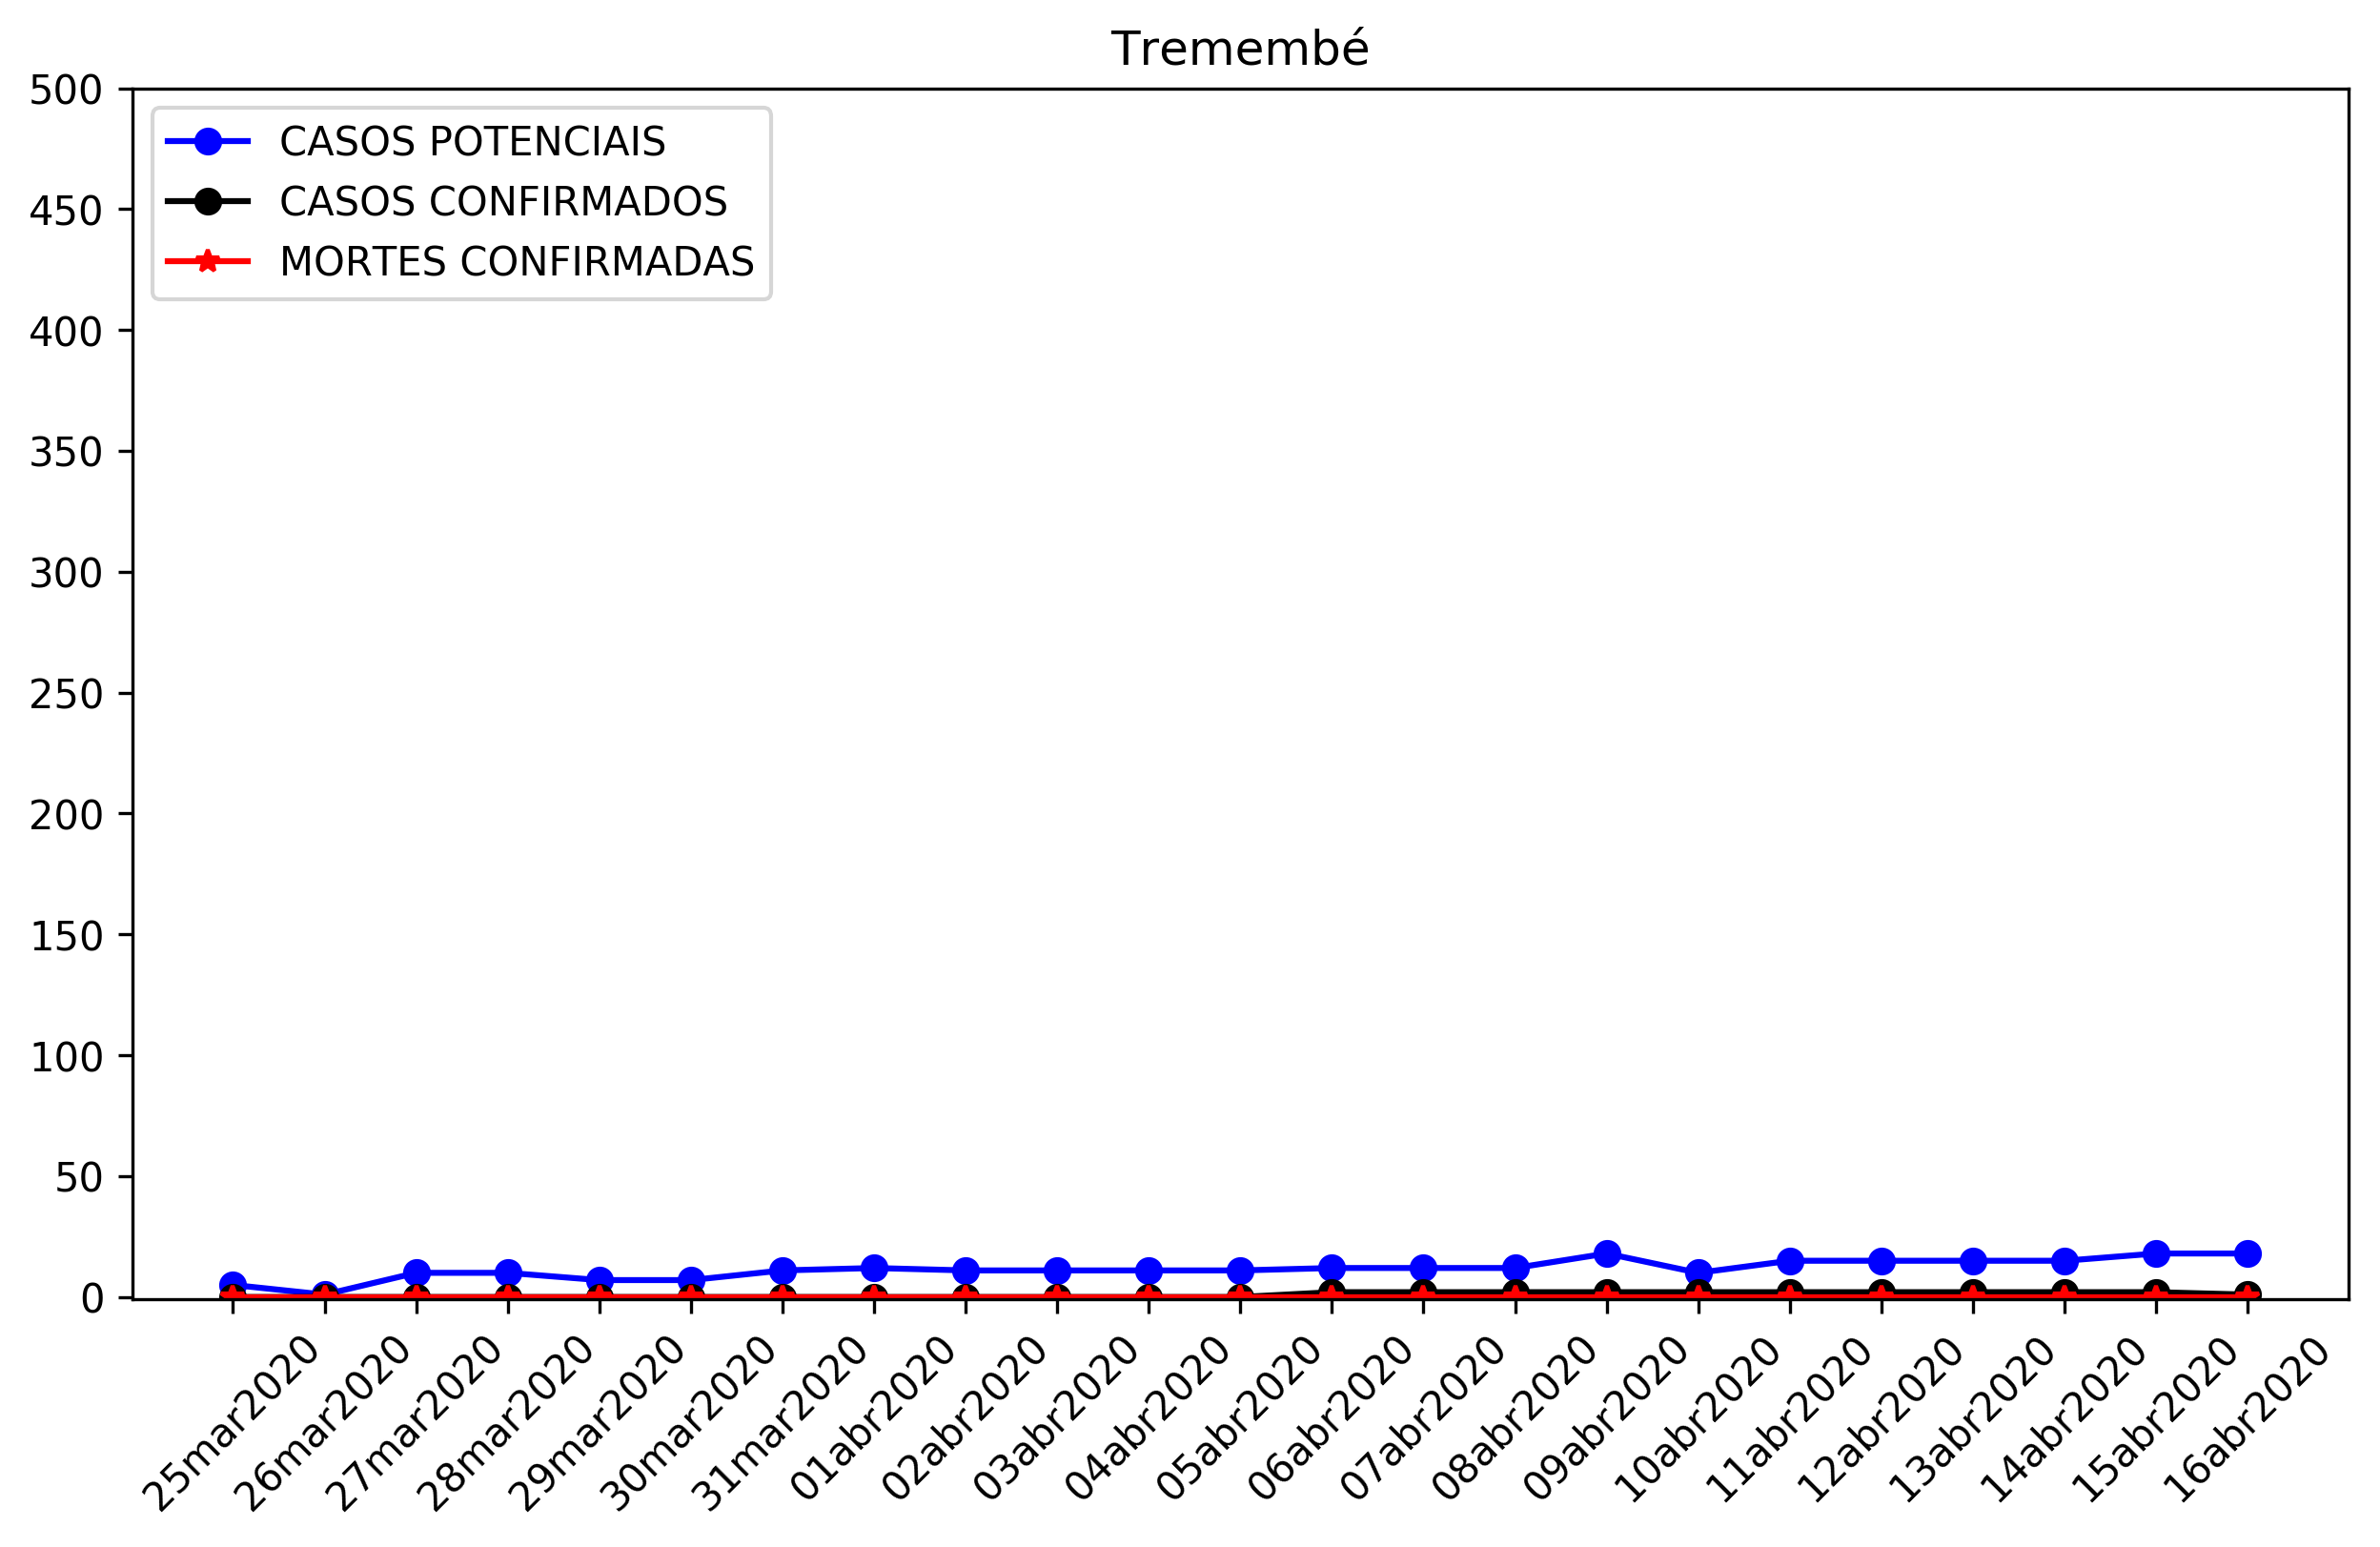 Tremembé
500
450
400
350
300
250
200
150
100
50
0
CASOS POTENCIAIS
CASOS CONFIRMADOS
MORTES CONFIRMADAS
25mar2020
26mar2020
27mar2020
28mar2020
29mar2020
30mar2020
31mar2020
01abr2020
02abr2020
03abr2020
04abr2020
05abr2020
06abr2020
07abr2020
08abr2020
09abr2020
10abr2020
11abr2020
12abr2020
13abr2020
14abr2020
15abr2020
16abr2020